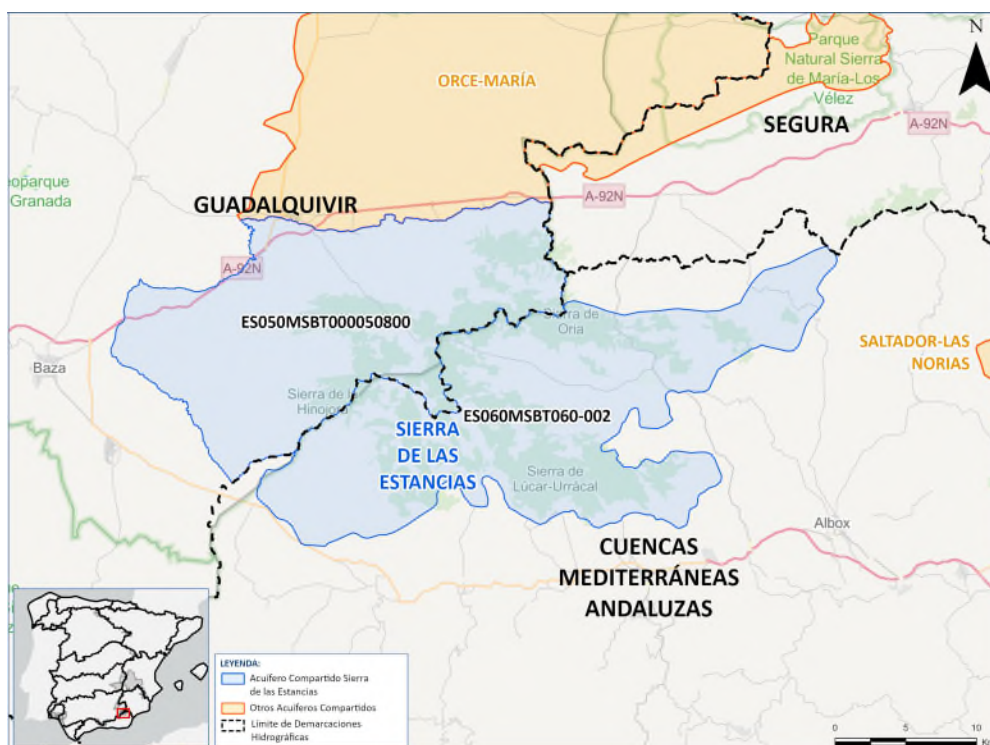 N
Parque
Natural Sierra
de María-Los
Vélez
ORCE-MARÍA
SEGURA
A-92N
eoparque
Granada
GUADALQUIVIR
A-92N
A-92N
ES050MSBT000050800
Sierra de
Oria
SALTADOR-LAS
NORIAS
Baza
Sierra de la
Hinojora
ES060MSBT060-002
SIERRA
DE LAS
ESTANCIAS
Sierra de
Lúcar-Urrácal
Albox
CUENCAS
MEDITERRÁNEAS
ANDALUZAS
LEYENDA:
Acuífero Compartido Sierra
de las Estancias
Otros Acuíferos Compartidos
Límite de Demarcaciones
Hidrográficas
0 5 10